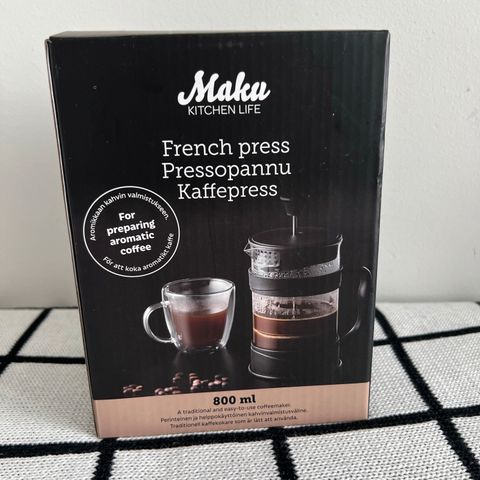 Maku
KITCHEN LIFE
French press
Pressopannu
Kaffepress
Aromikkaan kahvin valmistukseen.
For
preparing
aromatic
coffee
För att koka aromatikt kaffe
800 ml
A traditional and easy-to-use coffeemaker.
Perinteinen ja helppokäyttöinen kahvinvalmistusväline.
Traditionell kaffekokare som är lätt att använda.